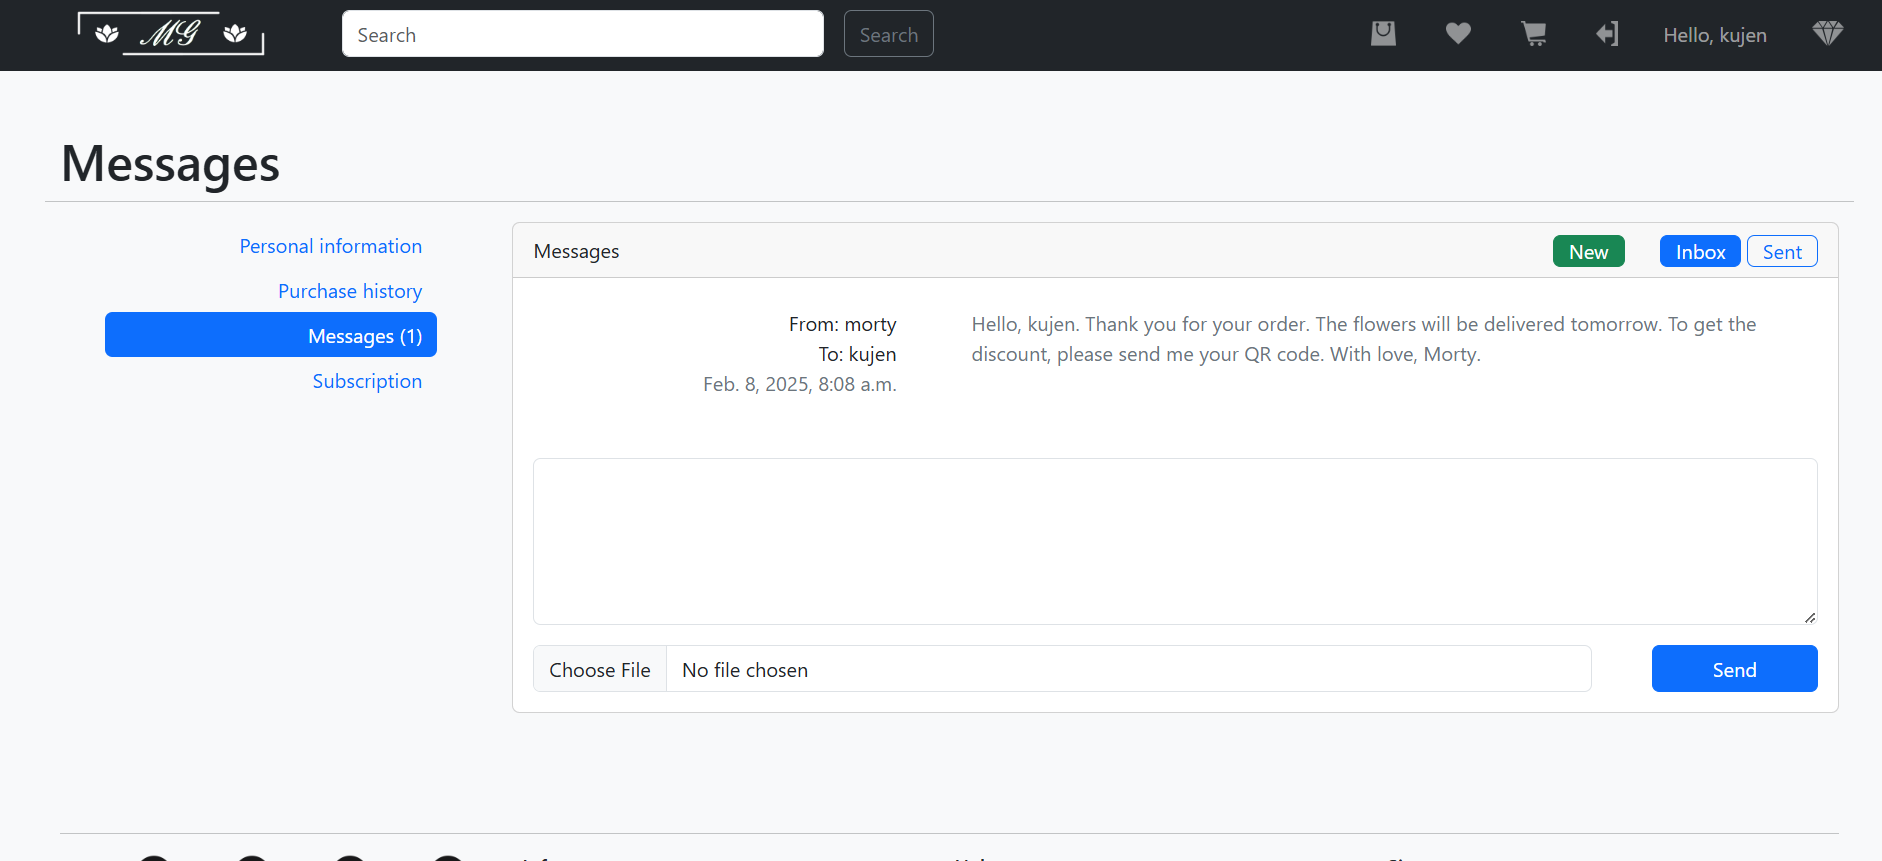 MG
Search
Search
Hello, kujen
Messages
Personal information
Purchase history
Messages (1)
Subscription
Messages
New
Inbox
Sent
From: morty
To: kujen
Feb. 8, 2025, 8:08 a.m.
Hello, kujen. Thank you for your order. The flowers will be delivered tomorrow. To get the
discount, please send me your QR code. With love, Morty.
Choose File
No file chosen
Send